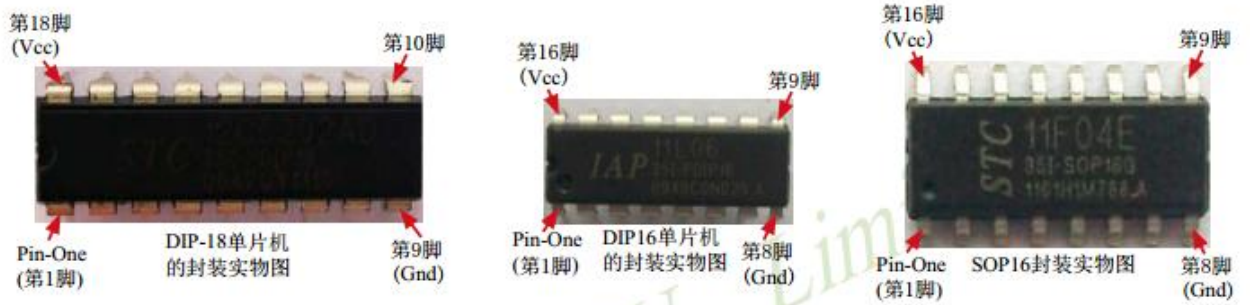 第18脚
(Vcc)
第10脚
STC
Pin-One
(第1脚)
DIP-18单片机
的封装实物图
第9脚
(Gnd)
第16脚
(Vcc)
第9脚
IAP
11L06
Pin-One
(第1脚)
DIP16单片机
的封装实物图
第8脚
(Gnd)
第16脚
(Vcc)
第9脚
STC
11F04E
35I-SOP16G
Pin-One
(第1脚)
SOP16封装实物图
第8脚
(Gnd)